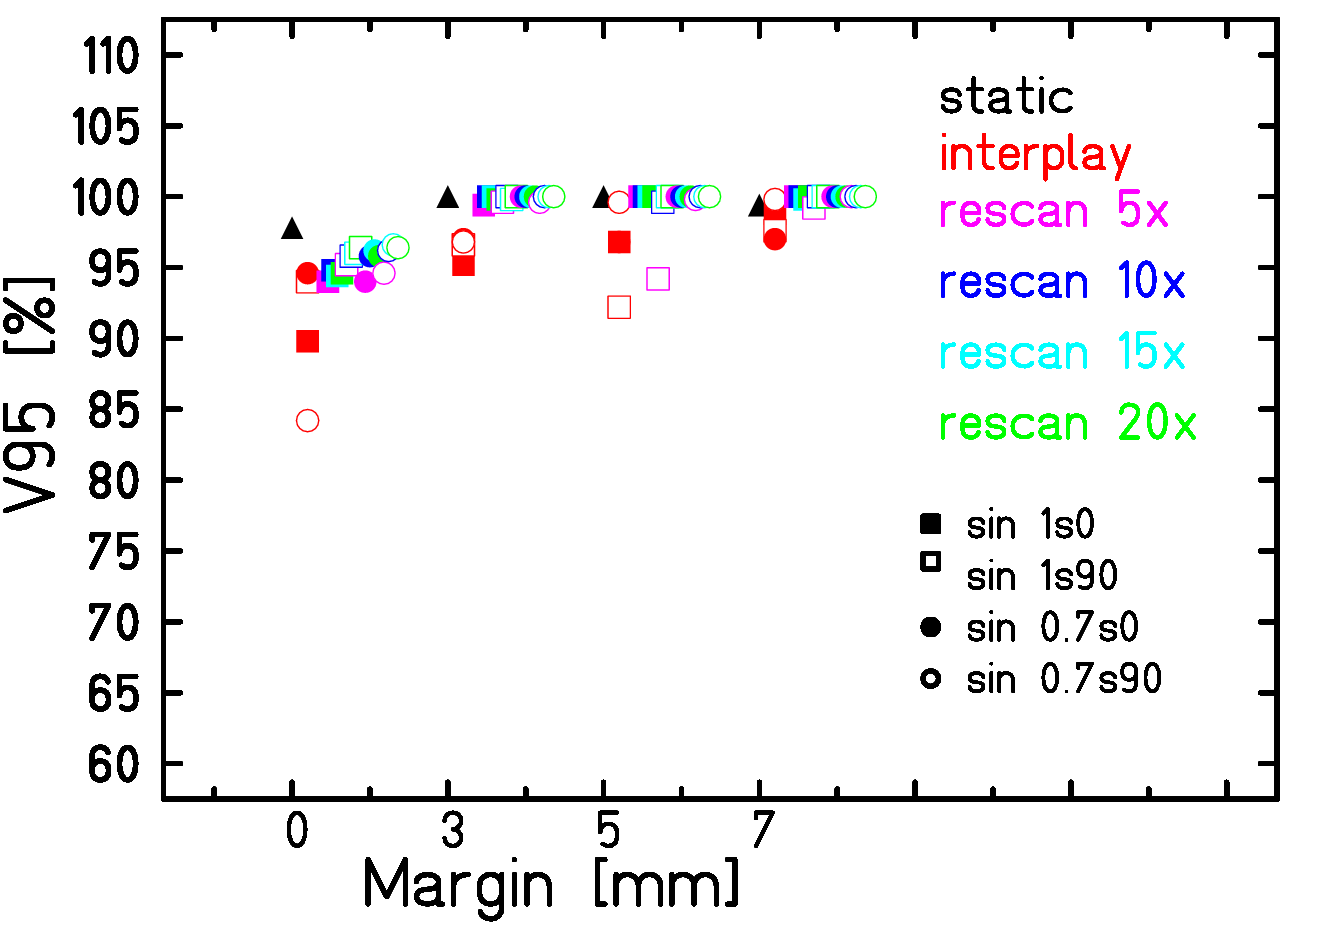 110
105
100
95
90
85
80
75
70
65
60
V95 [%]
0 3 5 7
Margin [mm]
static
interplay
rescan 5x
rescan 10x
rescan 15x
rescan 20x
sin 1s0
sin 1s90
sin 0.7s0
sin 0.7s90